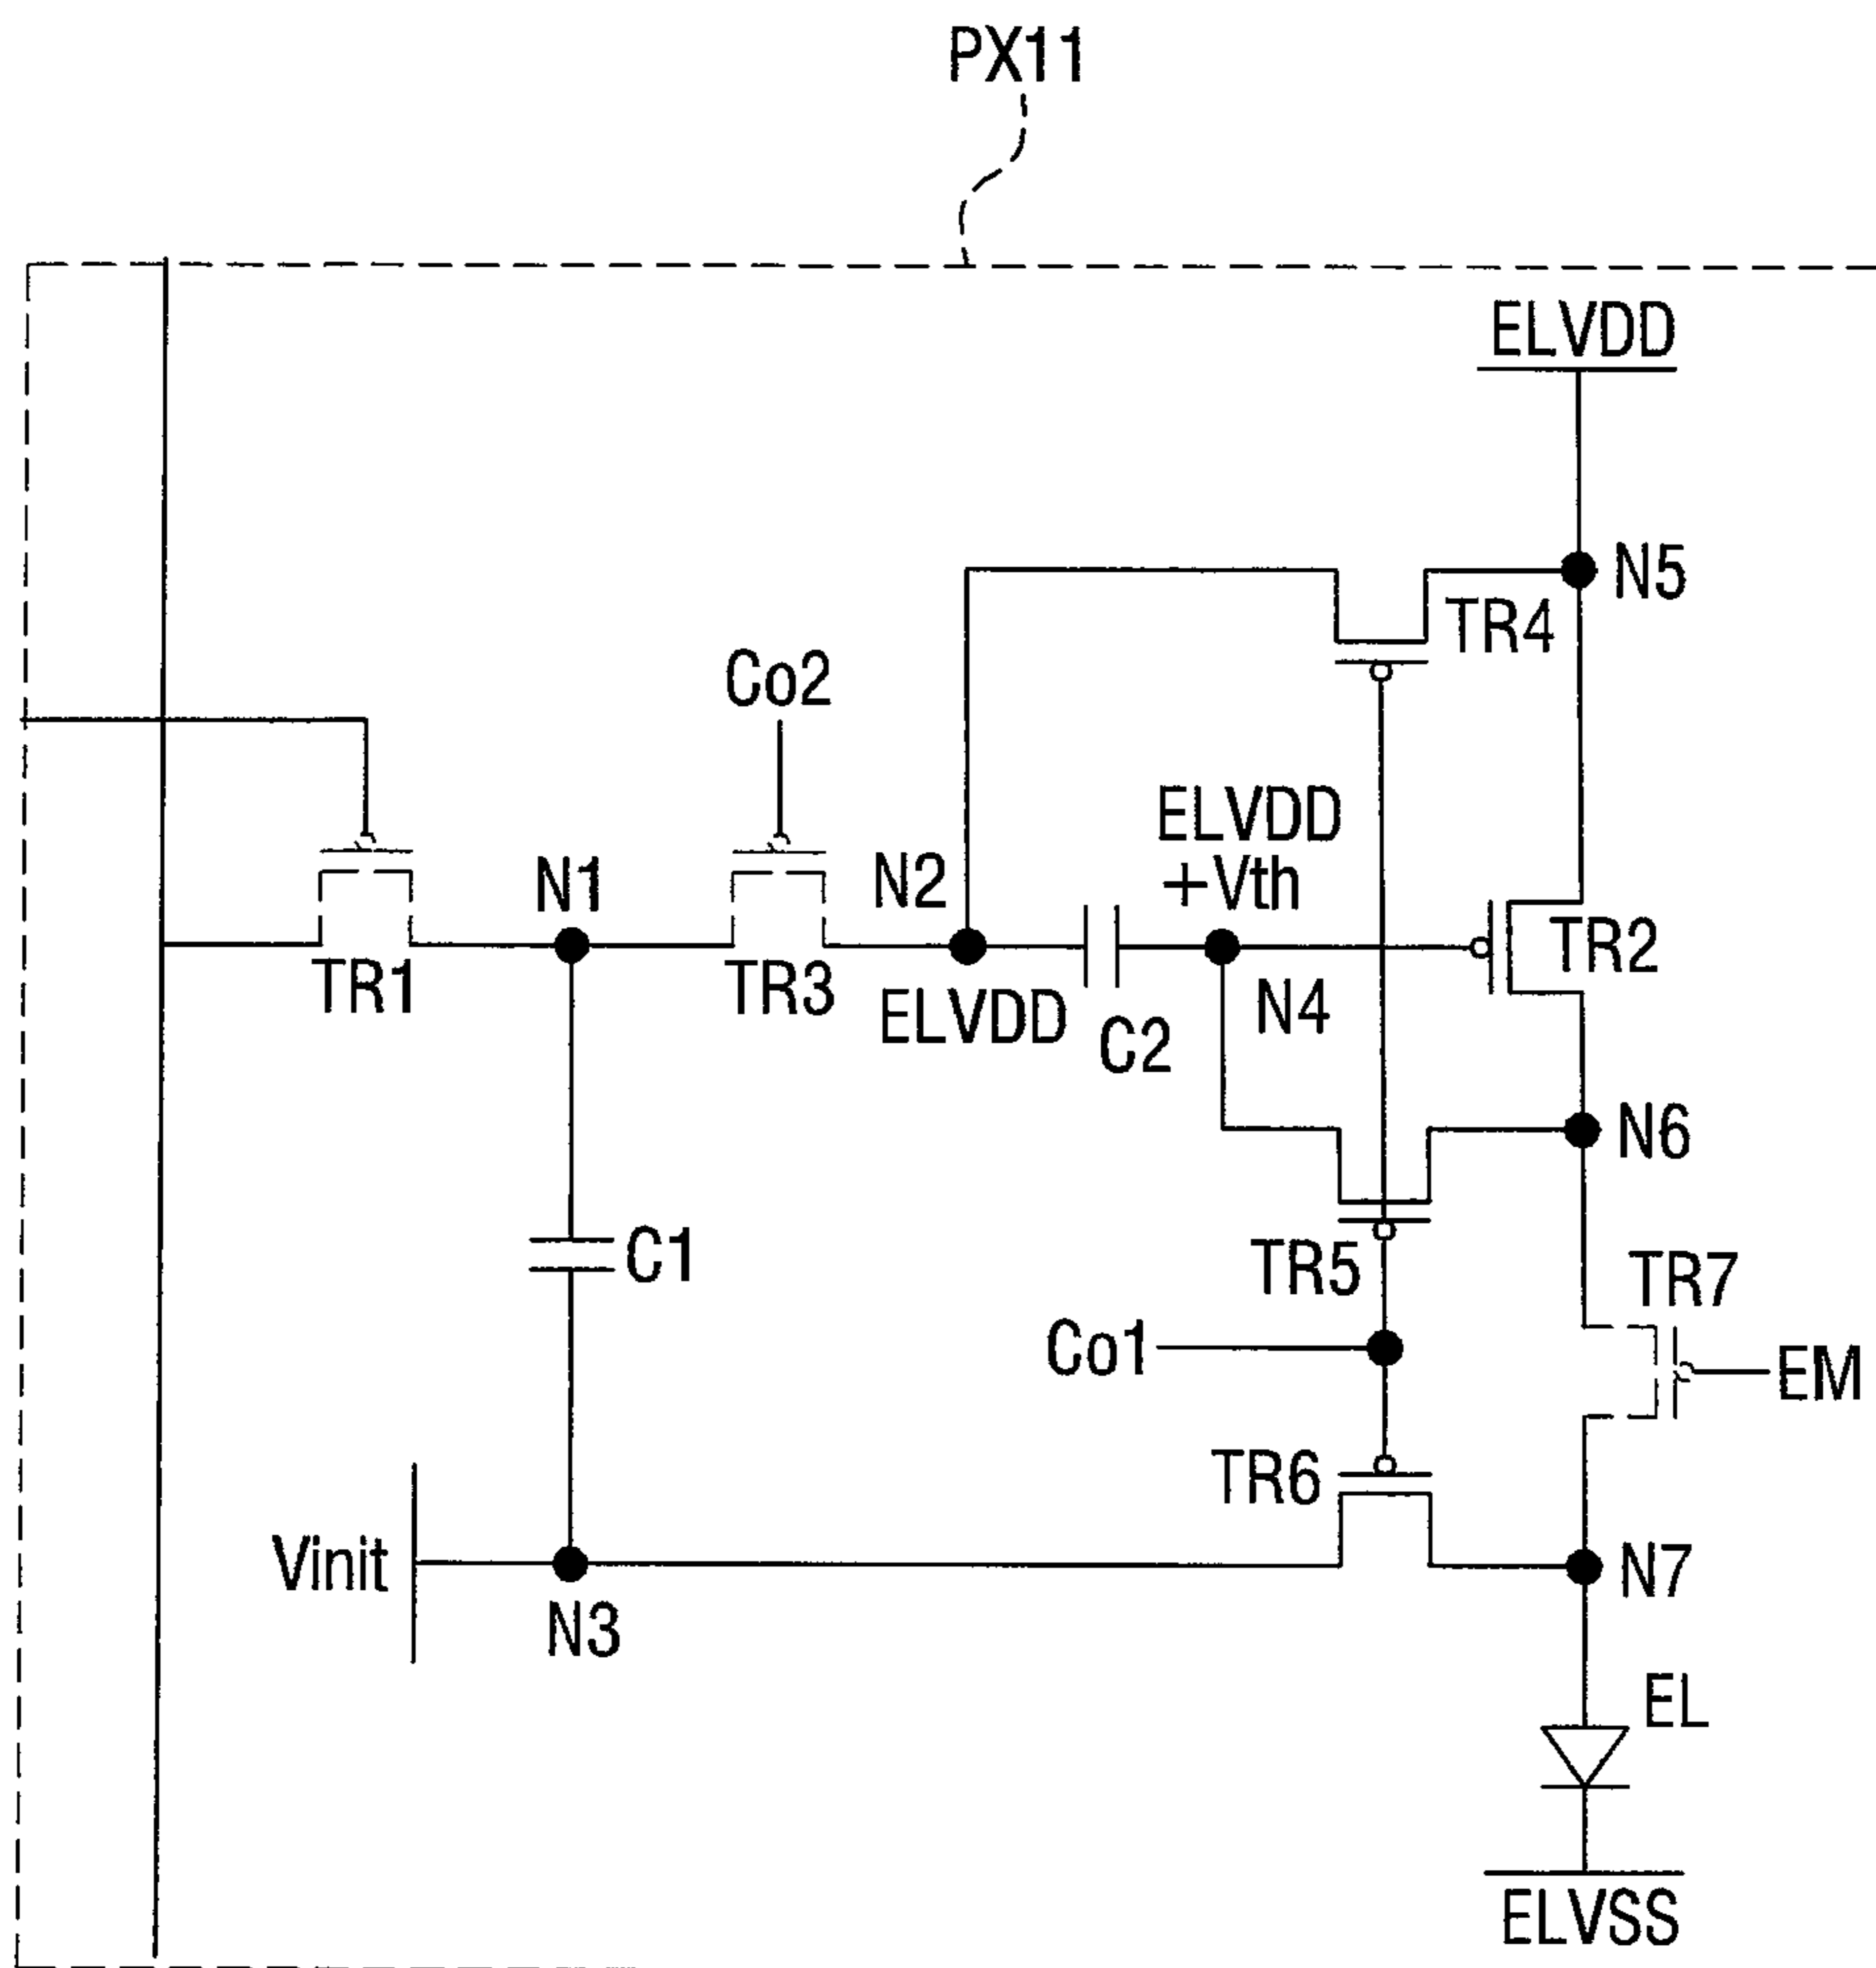 PX11
ELVDD
N5
TR4
Co2
ELVDD
+Vth
N1
N2
TR2
TR1
TR3
ELVDD
N4
C2
N6
C1
TR5
TR7
Co1
EM
TR6
Vinit
N7
N3
EL
ELVSS